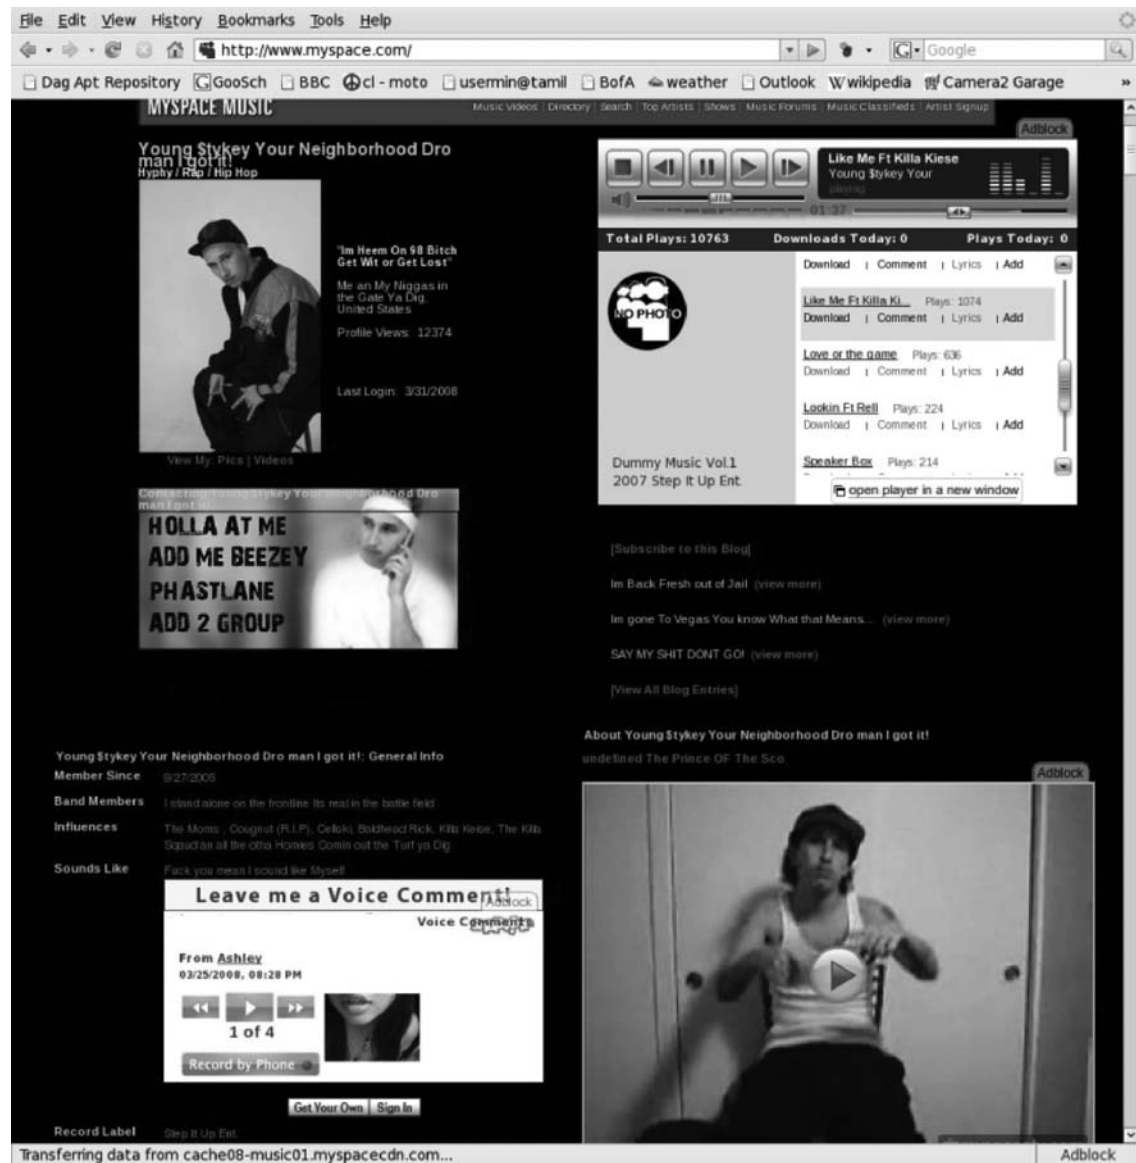 File Edit View History Bookmarks Tools Help
http://www.myspace.com/
Google
Dag Apt Repository GooSch BBC cl - moto usermin@tamil BofA weather Outlook wikipedia Camera2 Garage »
MYSPACE MUSIC
Music Videos | Directory | Search | Top Artists | Shows | Music Forums | Music Classifieds | Artist Signup
Adblock
Young $tykey Your Neighborhood Dro
man I got it!
Hyphy / Rap / Hip Hop
"Im Heem On 98 Bitch
Get Wit or Get Lost"
Me an My Niggas in
the Gate Ya Dig,
United States
Profile Views: 12374
Last Login: 3/31/2008
View My: Pics | Videos
Like Me Ft Killa Kiese
Young $tykey Your
playing
01:37
Total Plays: 10763 Downloads Today: 0 Plays Today: 0
NO PHOTO
Dummy Music Vol.1
2007 Step It Up Ent.
Download | Comment | Lyrics | Add
Like Me Ft Killa Ki... Plays: 1074
Download | Comment | Lyrics | Add
Love or the game Plays: 636
Download | Comment | Lyrics | Add
Lookin Ft Rell Plays: 224
Download | Comment | Lyrics | Add
Speaker Box Plays: 214
open player in a new window
Contacting Young $tykey Your Neighborhood Dro
man I got it!
HOLLA AT ME
ADD ME BEEZEY
PHASTLANE
ADD 2 GROUP
[Subscribe to this Blog]
Im Back Fresh out of Jail (view more)
Im gone To Vegas You know What that Means... (view more)
SAY MY SHIT DONT GO! (view more)
[View All Blog Entries]
Young $tykey Your Neighborhood Dro man I got it!: General Info
Member Since 9/27/2005
Band Members I stand alone on the frontline Its real in the battle field
Influences The Moms , Cougnut (R.I.P), Cellski, Baldhead Rick, Killa Keise, The Killa
Sqaud an all the otha Homies Comin out the Turf ya Dig
Sounds Like Fuck you mean I sound like Myself
Leave me a Voice Comment!
Adblock
Voice Comments
From Ashley
03/25/2008, 08:28 PM
1 of 4
Record by Phone
Get Your Own Sign In
Record Label Step It Up Ent.
About Young $tykey Your Neighborhood Dro man I got it!
undefined The Prince OF The Sco
Adblock
Transferring data from cache08-music01.myspacecdn.com...
Adblock